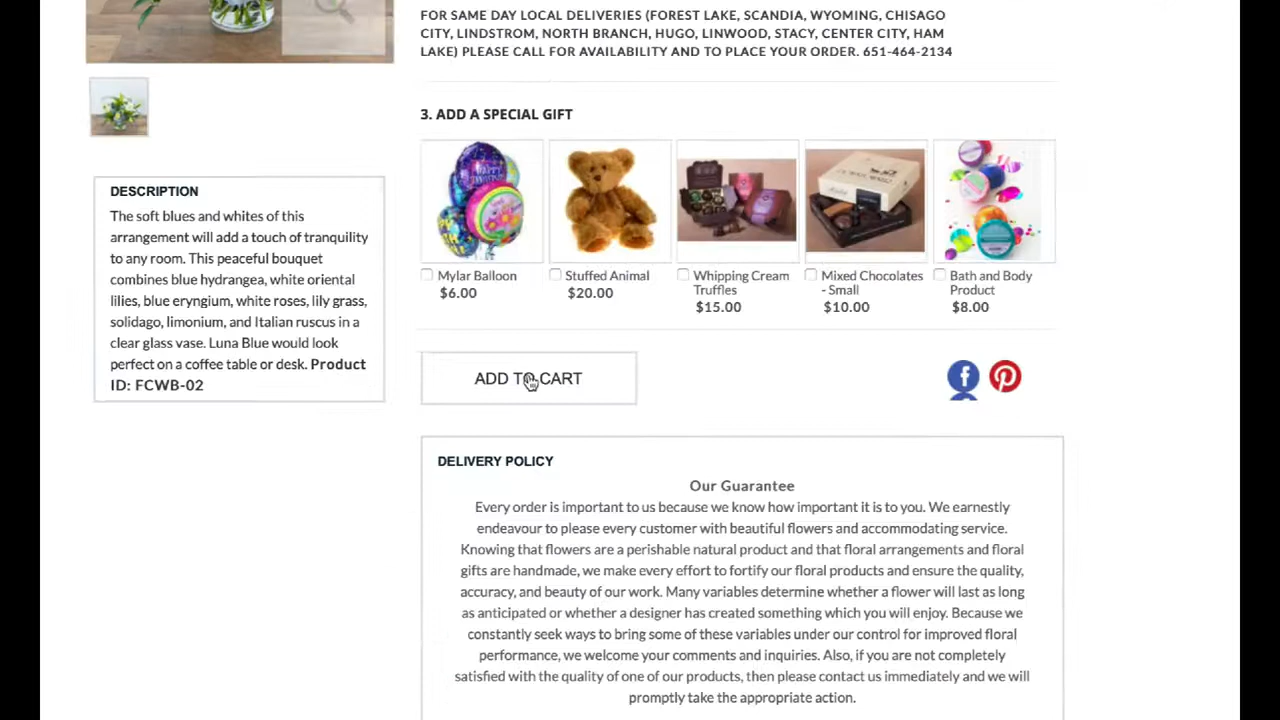 FOR SAME DAY LOCAL DELIVERIES (FOREST LAKE, SCANDIA, WYOMING, CHISAGO
CITY, LINDSTROM, NORTH BRANCH, HUGO, LINWOOD, STACY, CENTER CITY, HAM
LAKE) PLEASE CALL FOR AVAILABILITY AND TO PLACE YOUR ORDER. 651-464-2134
3. ADD A SPECIAL GIFT
Mylar Balloon
$6.00
Stuffed Animal
$20.00
Whipping Cream
Truffles
$15.00
Mixed Chocolates
- Small
$10.00
Bath and Body
Product
$8.00
DESCRIPTION
The soft blues and whites of this
arrangement will add a touch of tranquility
to any room. This peaceful bouquet
combines blue hydrangea, white oriental
lilies, blue eryngium, white roses, lily grass,
solidago, limonium, and Italian ruscus in a
clear glass vase. Luna Blue would look
perfect on a coffee table or desk. Product
ID: FCWB-02
ADD TO CART
DELIVERY POLICY
Our Guarantee
Every order is important to us because we know how important it is to you. We earnestly
endeavour to please every customer with beautiful flowers and accommodating service.
Knowing that flowers are a perishable natural product and that floral arrangements and floral
gifts are handmade, we make every effort to fortify our floral products and ensure the quality,
accuracy, and beauty of our work. Many variables determine whether a flower will last as long
as anticipated or whether a designer has created something which you will enjoy. Because we
constantly seek ways to bring some of these variables under our control for improved floral
performance, we welcome your comments and inquiries. Also, if you are not completely
satisfied with the quality of one of our products, then please contact us immediately and we will
promptly take the appropriate action.